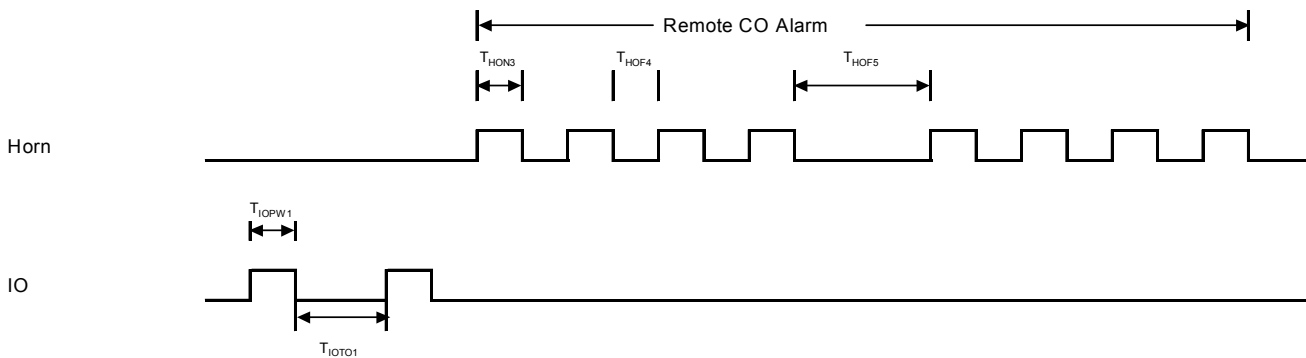 Remote CO Alarm
THON3 THOF4 THOF5
Horn
TIOPW1
IO
TIOTO1